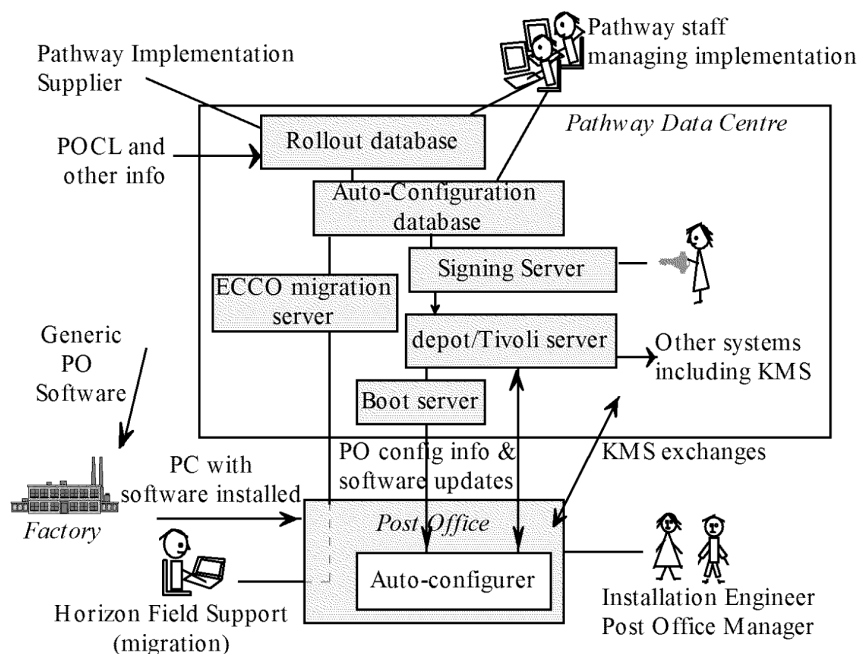 Pathway Implementation
Supplier
Pathway staff
managing implementation
Pathway Data Centre
Rollout database
POCL and
other info
Auto-Configuration
database
Signing Server
ECCO migration
server
depot/Tivoli server
Other systems
including KMS
Generic
PO
Software
Boot server
PO config info &
software updates
KMS exchanges
PC with
software installed
Factory
Post Office
Auto-configurer
Horizon Field Support
(migration)
Installation Engineer
Post Office Manager